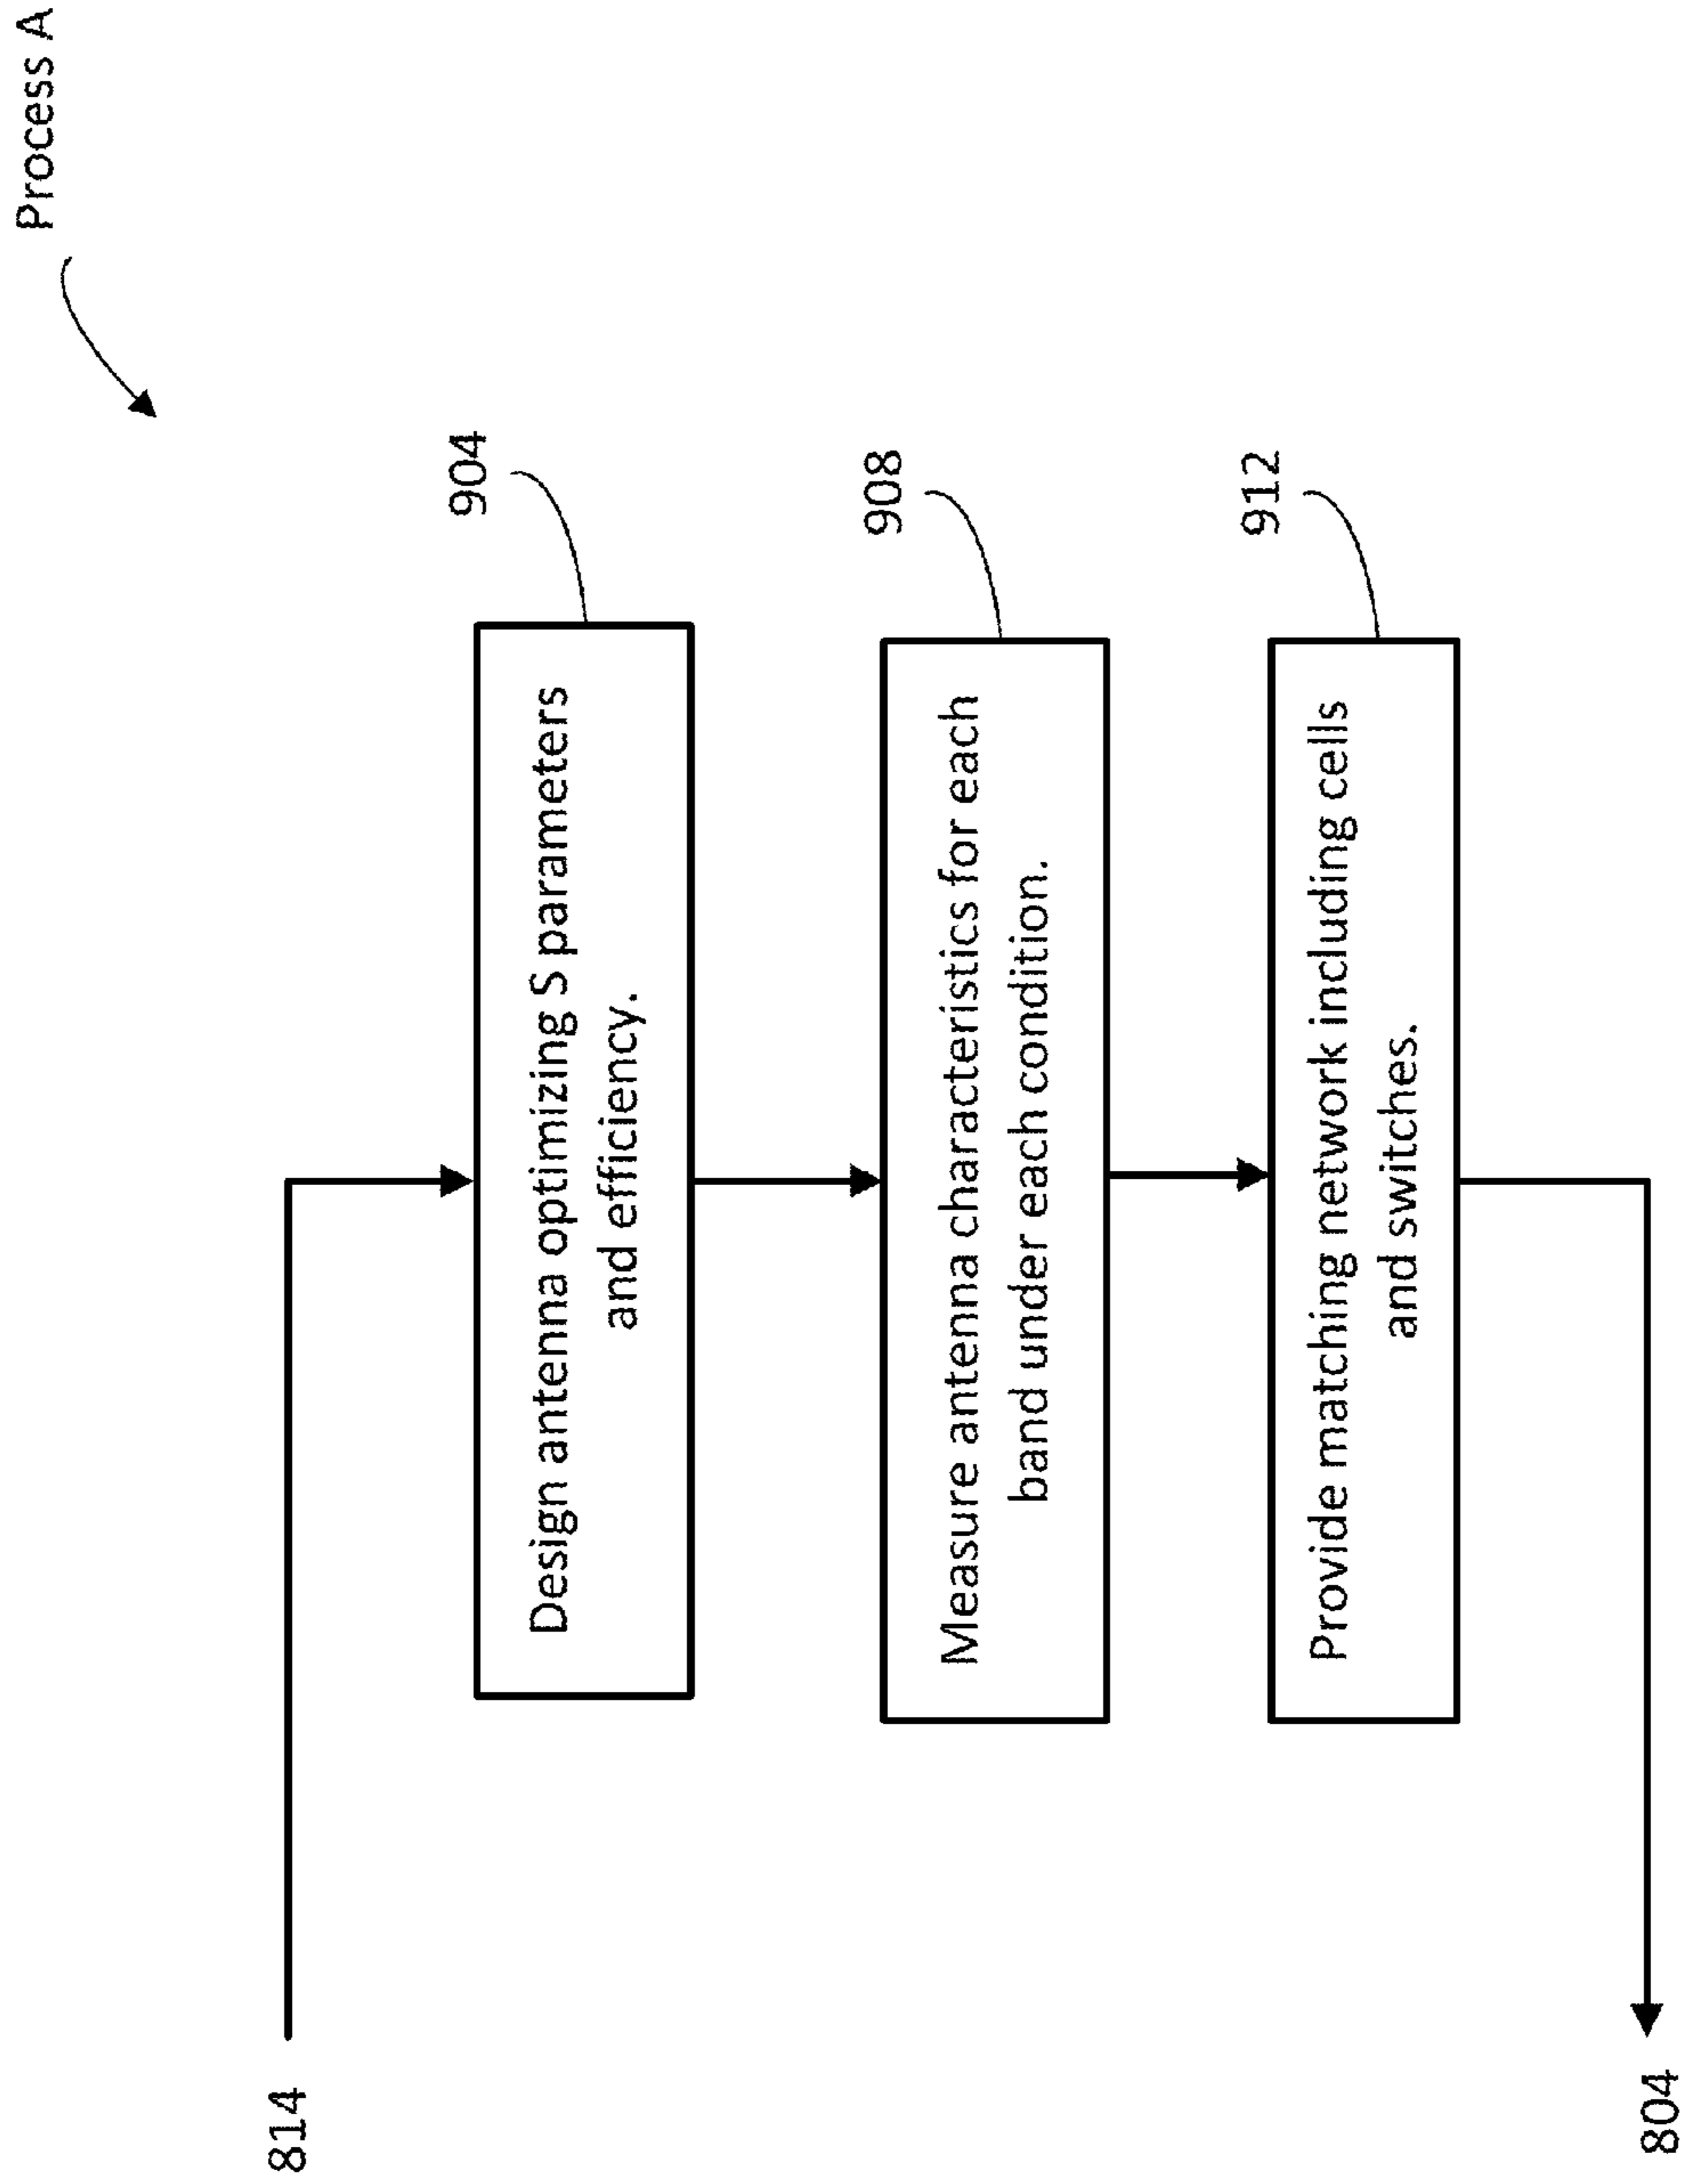 Process A
814
904
Design antenna optimizing S parameters
and efficiency.
908
Measure antenna characteristics for each
band under each condition.
912
Provide matching network including cells
and switches.
804